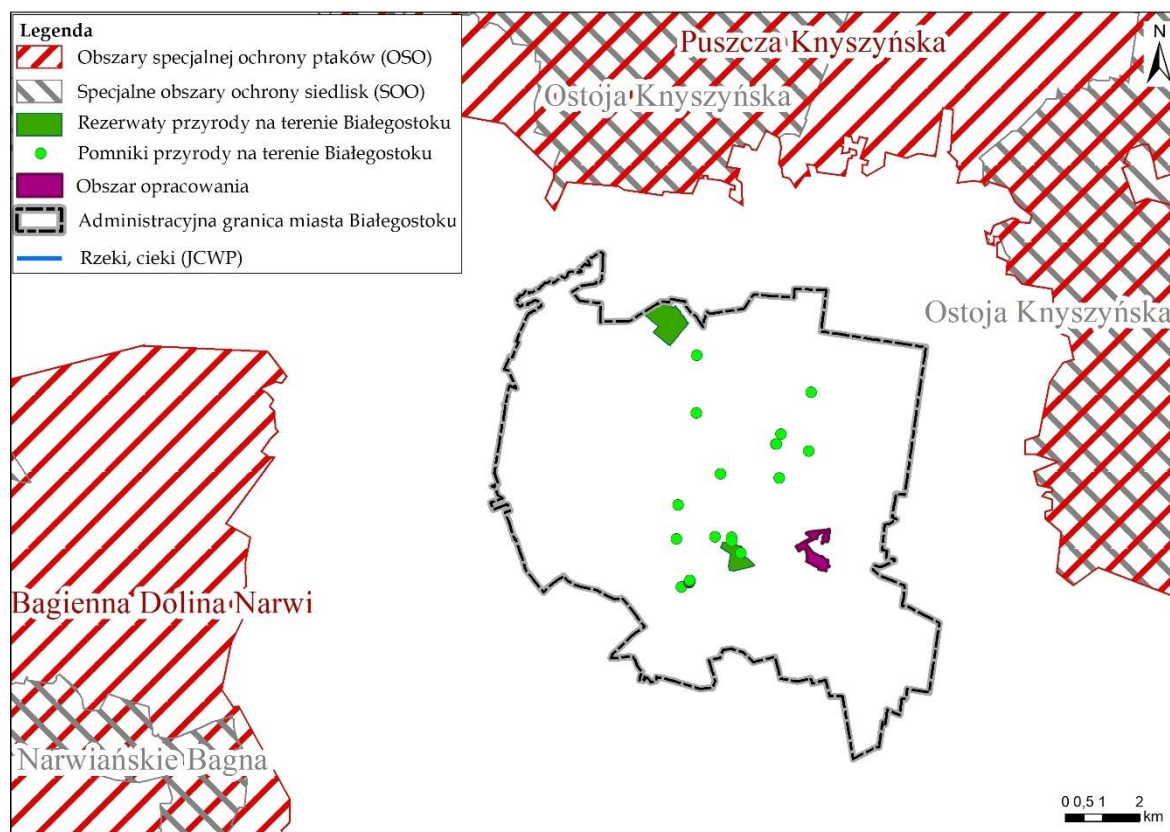 Legenda
Obszary specjalnej ochrony ptaków (OSO)
Specjalne obszary ochrony siedlisk (SOO)
Rezerwaty przyrody na terenie Białegostoku
Pomniki przyrody na terenie Białegostoku
Obszar opracowania
Administracyjna granica miasta Białegostoku
Rzeki, cieki (JCWP)
Puszcza Knyszyńska
N
Ostoja Knyszyńska
Ostoja Knyszyńska
Bagienna Dolina Narwi
Narwiańskie Bagna
0 0,5 1 2
km